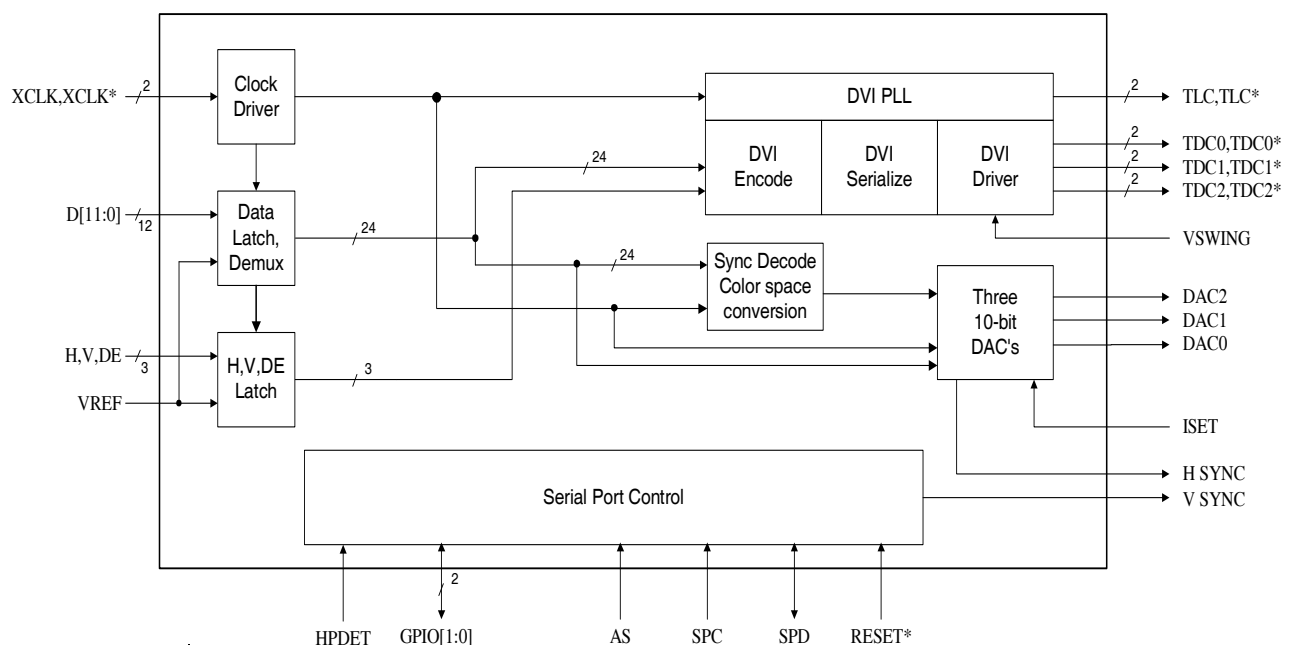 XCLK,XCLK*
2
Clock
Driver
DVI PLL
2
TLC,TLC*
24
DVI
Encode
DVI
Serialize
DVI
Driver
2
TDC0,TDC0*
2
TDC1,TDC1*
2
TDC2,TDC2*
D[11:0]
12
Data
Latch,
Demux
24
24
Sync Decode
Color space
conversion
VSWING
Three
10-bit
DAC's
DAC2
DAC1
DAC0
H,V,DE
3
H,V,DE
Latch
3
VREF
ISET
Serial Port Control
H SYNC
V SYNC
2
HPDET
GPIO[1:0]
AS
SPC
SPD
RESET*